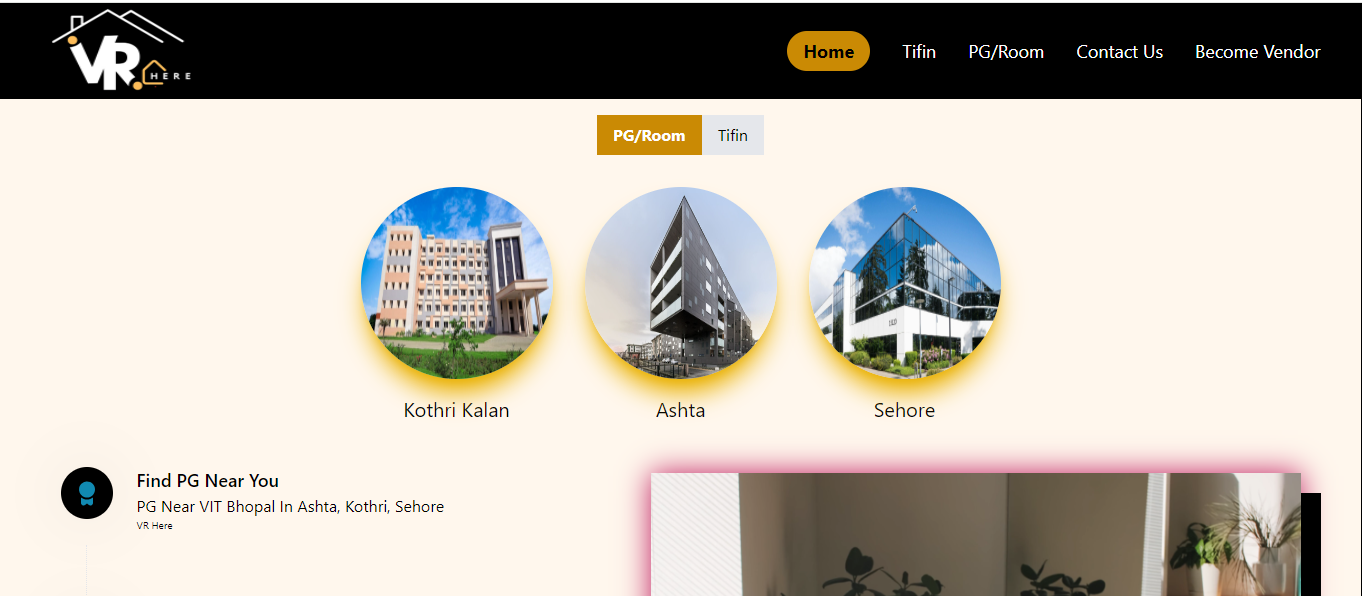 VR.
HERE
Home Tifin PG/Room Contact Us Become Vendor
PG/Room Tifin
Kothri Kalan Ashta Sehore
Find PG Near You
PG Near VIT Bhopal In Ashta, Kothri, Sehore
VR Here